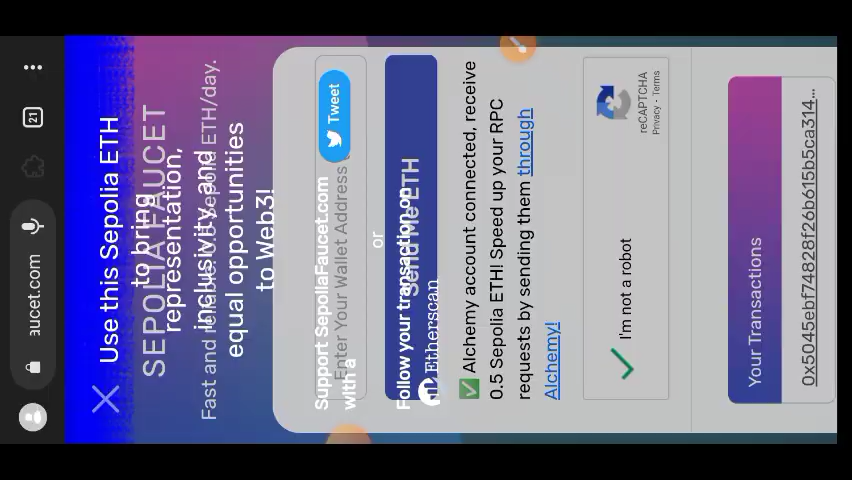 21
aucet.com
Use this Sepolia ETH
to bring
representation,
inclusivity, and
equal opportunities
to Web3!
SEPOLIA FAUCET
Fast and reliable. 0.5 Sepolia ETH/day.
Support SepoliaFaucet.com
with a
Tweet
Enter Your Wallet Address
or
Follow your transaction on
Etherscan
Send Me ETH
✅ Alchemy account connected, receive
0.5 Sepolia ETH! Speed up your RPC
requests by sending them through
Alchemy!
I'm not a robot
reCAPTCHA
Privacy - Terms
Your Transactions
0x5045ebf74828f26b615b5ca314...